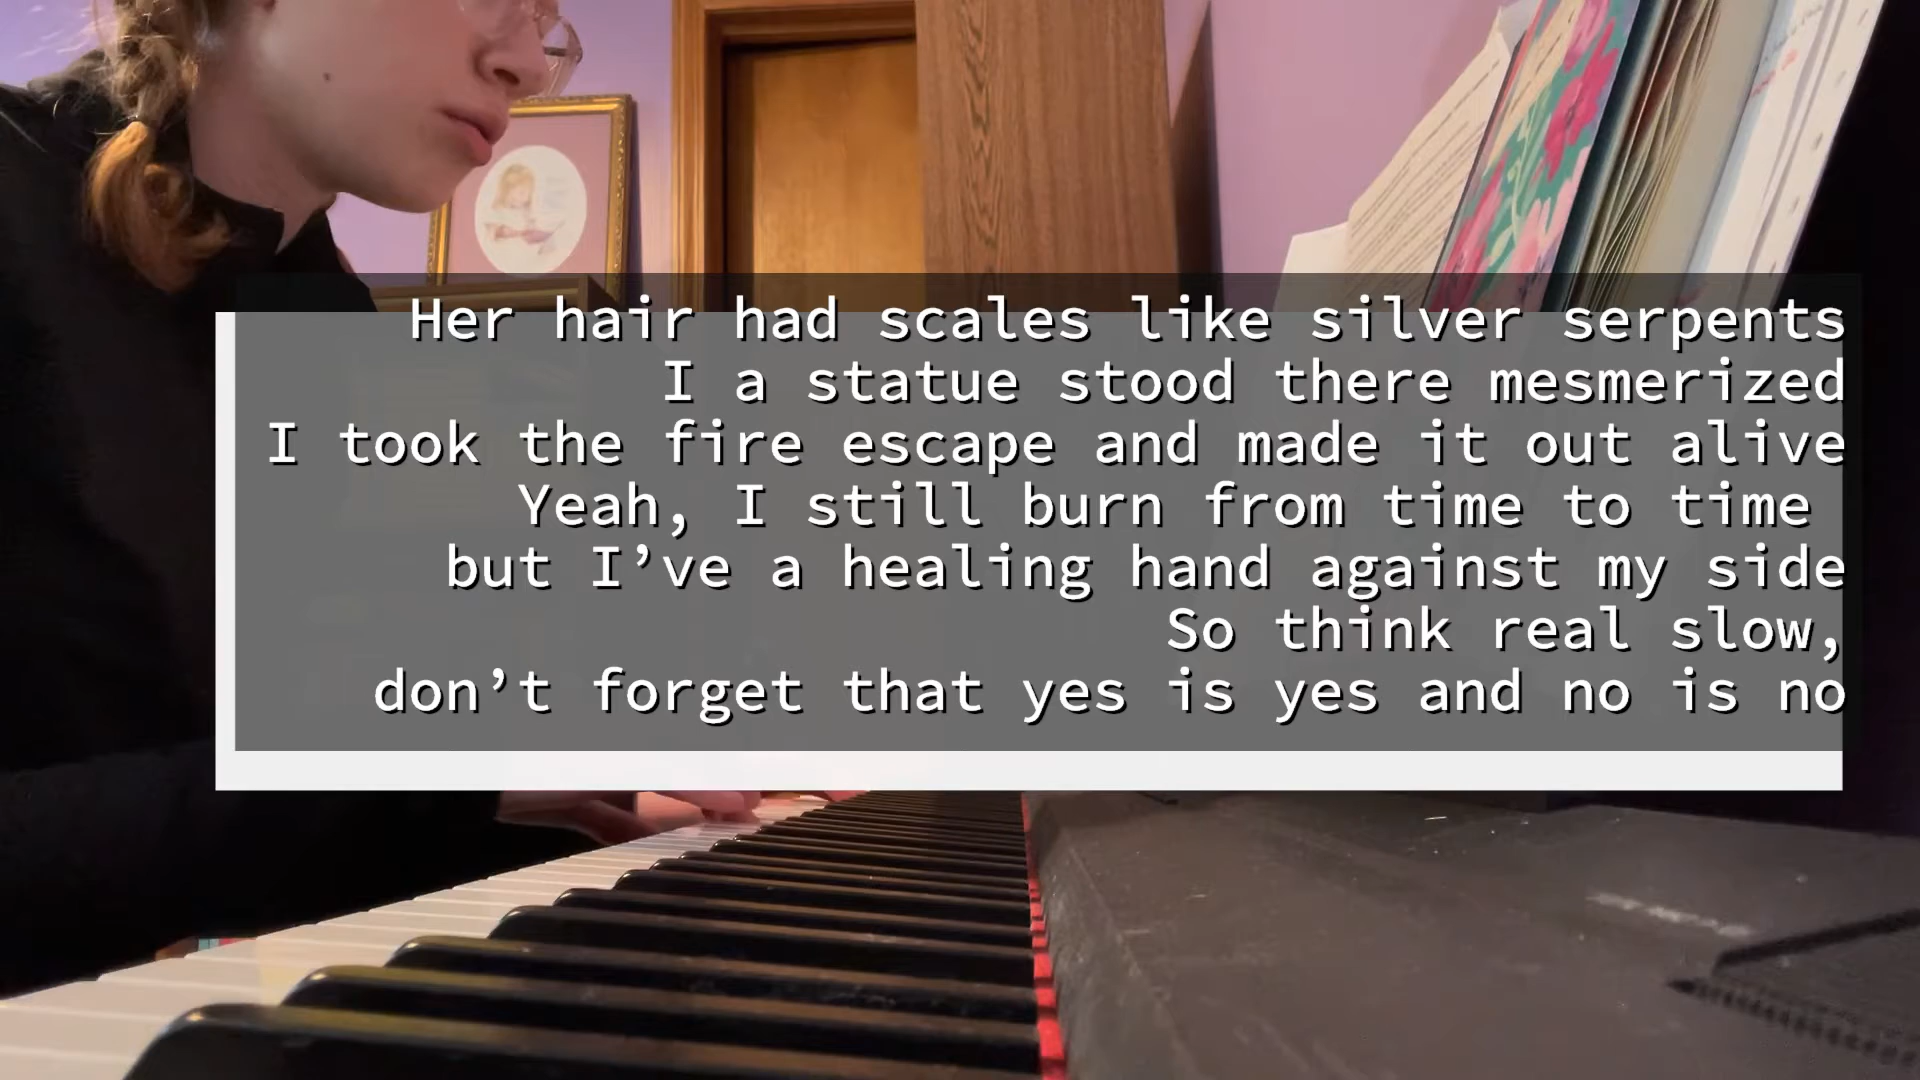 Her hair had scales like silver serpents
I a statue stood there mesmerized
I took the fire escape and made it out alive
Yeah, I still burn from time to time
but I’ve a healing hand against my side
So think real slow,
don’t forget that yes is yes and no is no